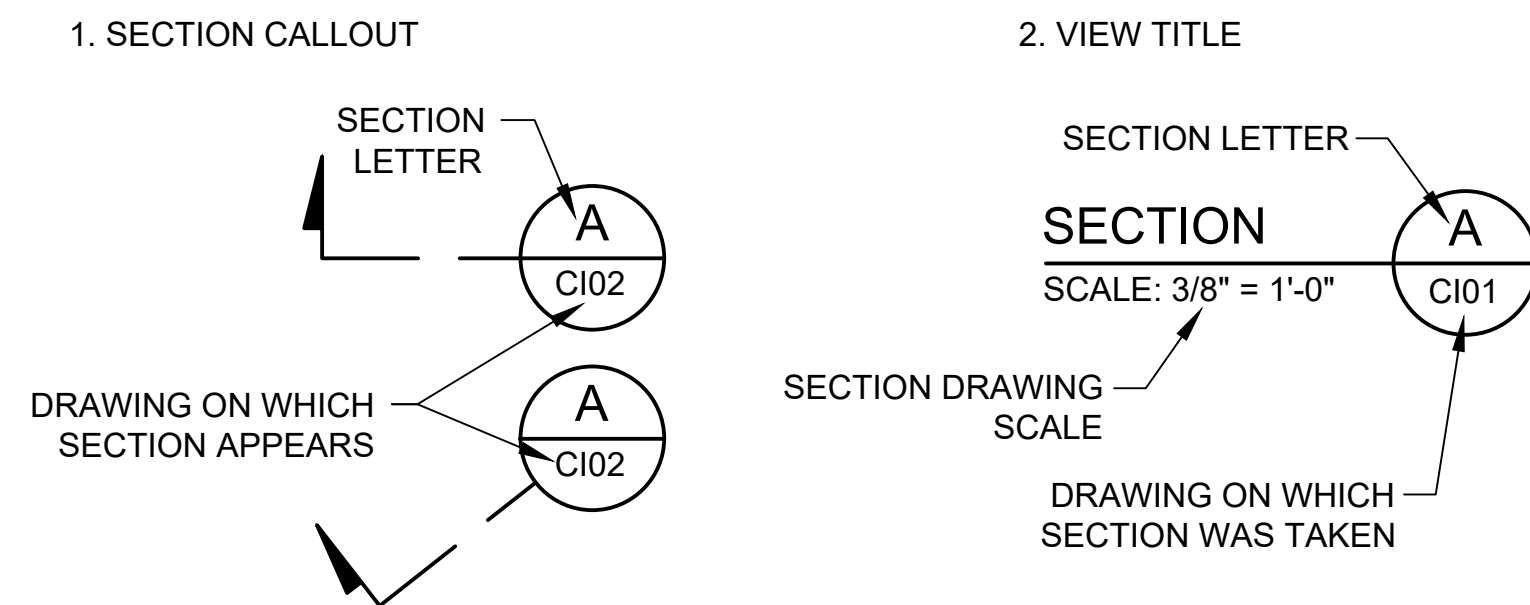 1. SECTION CALLOUT
SECTION
LETTER
A
CI02
DRAWING ON WHICH
SECTION APPEARS
A
CI02
2. VIEW TITLE
SECTION LETTER
SECTION
A
SCALE: 3/8" = 1'-0"
CI01
SECTION DRAWING
SCALE
DRAWING ON WHICH
SECTION WAS TAKEN